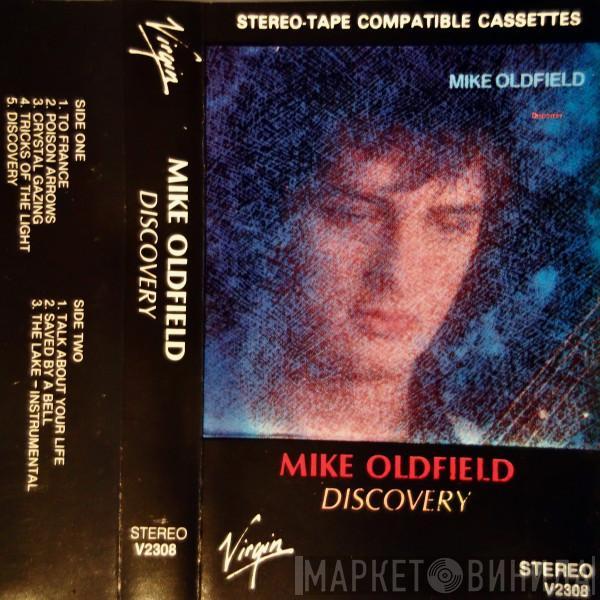 SIDE ONE
1. TO FRANCE
2. POISON ARROWS
3. CRYSTAL GAZING
4. TRICKS OF THE LIGHT
5. DISCOVERY
SIDE TWO
1. TALK ABOUT YOUR LIFE
2. SAVED BY A BELL
3. THE LAKE – INSTRUMENTAL
Virgin
MIKE OLDFIELD
DISCOVERY
STEREO
V2308
STEREO-TAPE COMPATIBLE CASSETTES
MIKE OLDFIELD
Discovery
MIKE OLDFIELD
DISCOVERY
Virgin
STEREO
V2308
МАРКЕТ ВИНИЛА